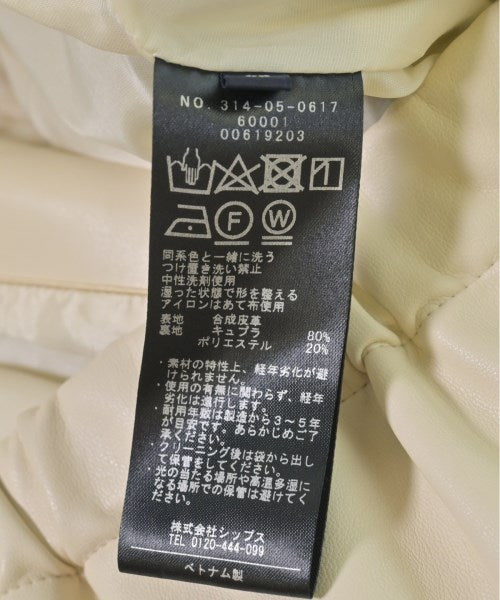 NO. 314-05-0617
60001
00619203
F W
同系色と一緒に洗う
つけ置き洗い禁止
中性洗剤使用
湿った状態で形を整える
アイロンはあて布使用
表地 合成皮革
裏地 キュプラ 80%
ポリエステル 20%
・素材の特性上、経年劣化が避
けられません。
・使用の有無に関わらず、経年
劣化は進行します。
・耐用年数は製造から3～5年
が目安です。あらかじめご了
承ください。
・クリーニング後は袋から出し
て保管をしてください。
・光の当たる場所や高温多湿に
なる場所での保管は避けてく
ださい。
株式会社シップス
TEL 0120-444-099
ベトナム製